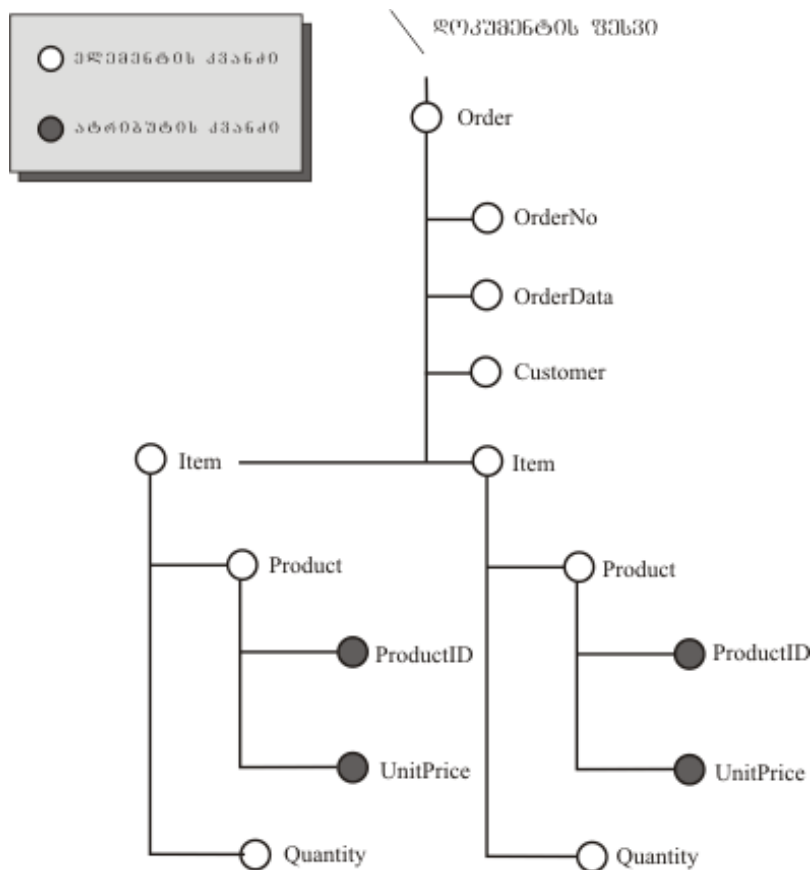 დოკუმენტის ფესვი
ელემენტის კვანძი
ატრიბუტის კვანძი
Order
OrderNo
OrderData
Customer
Item
Item
Product
Product
ProductID
ProductID
UnitPrice
UnitPrice
Quantity
Quantity